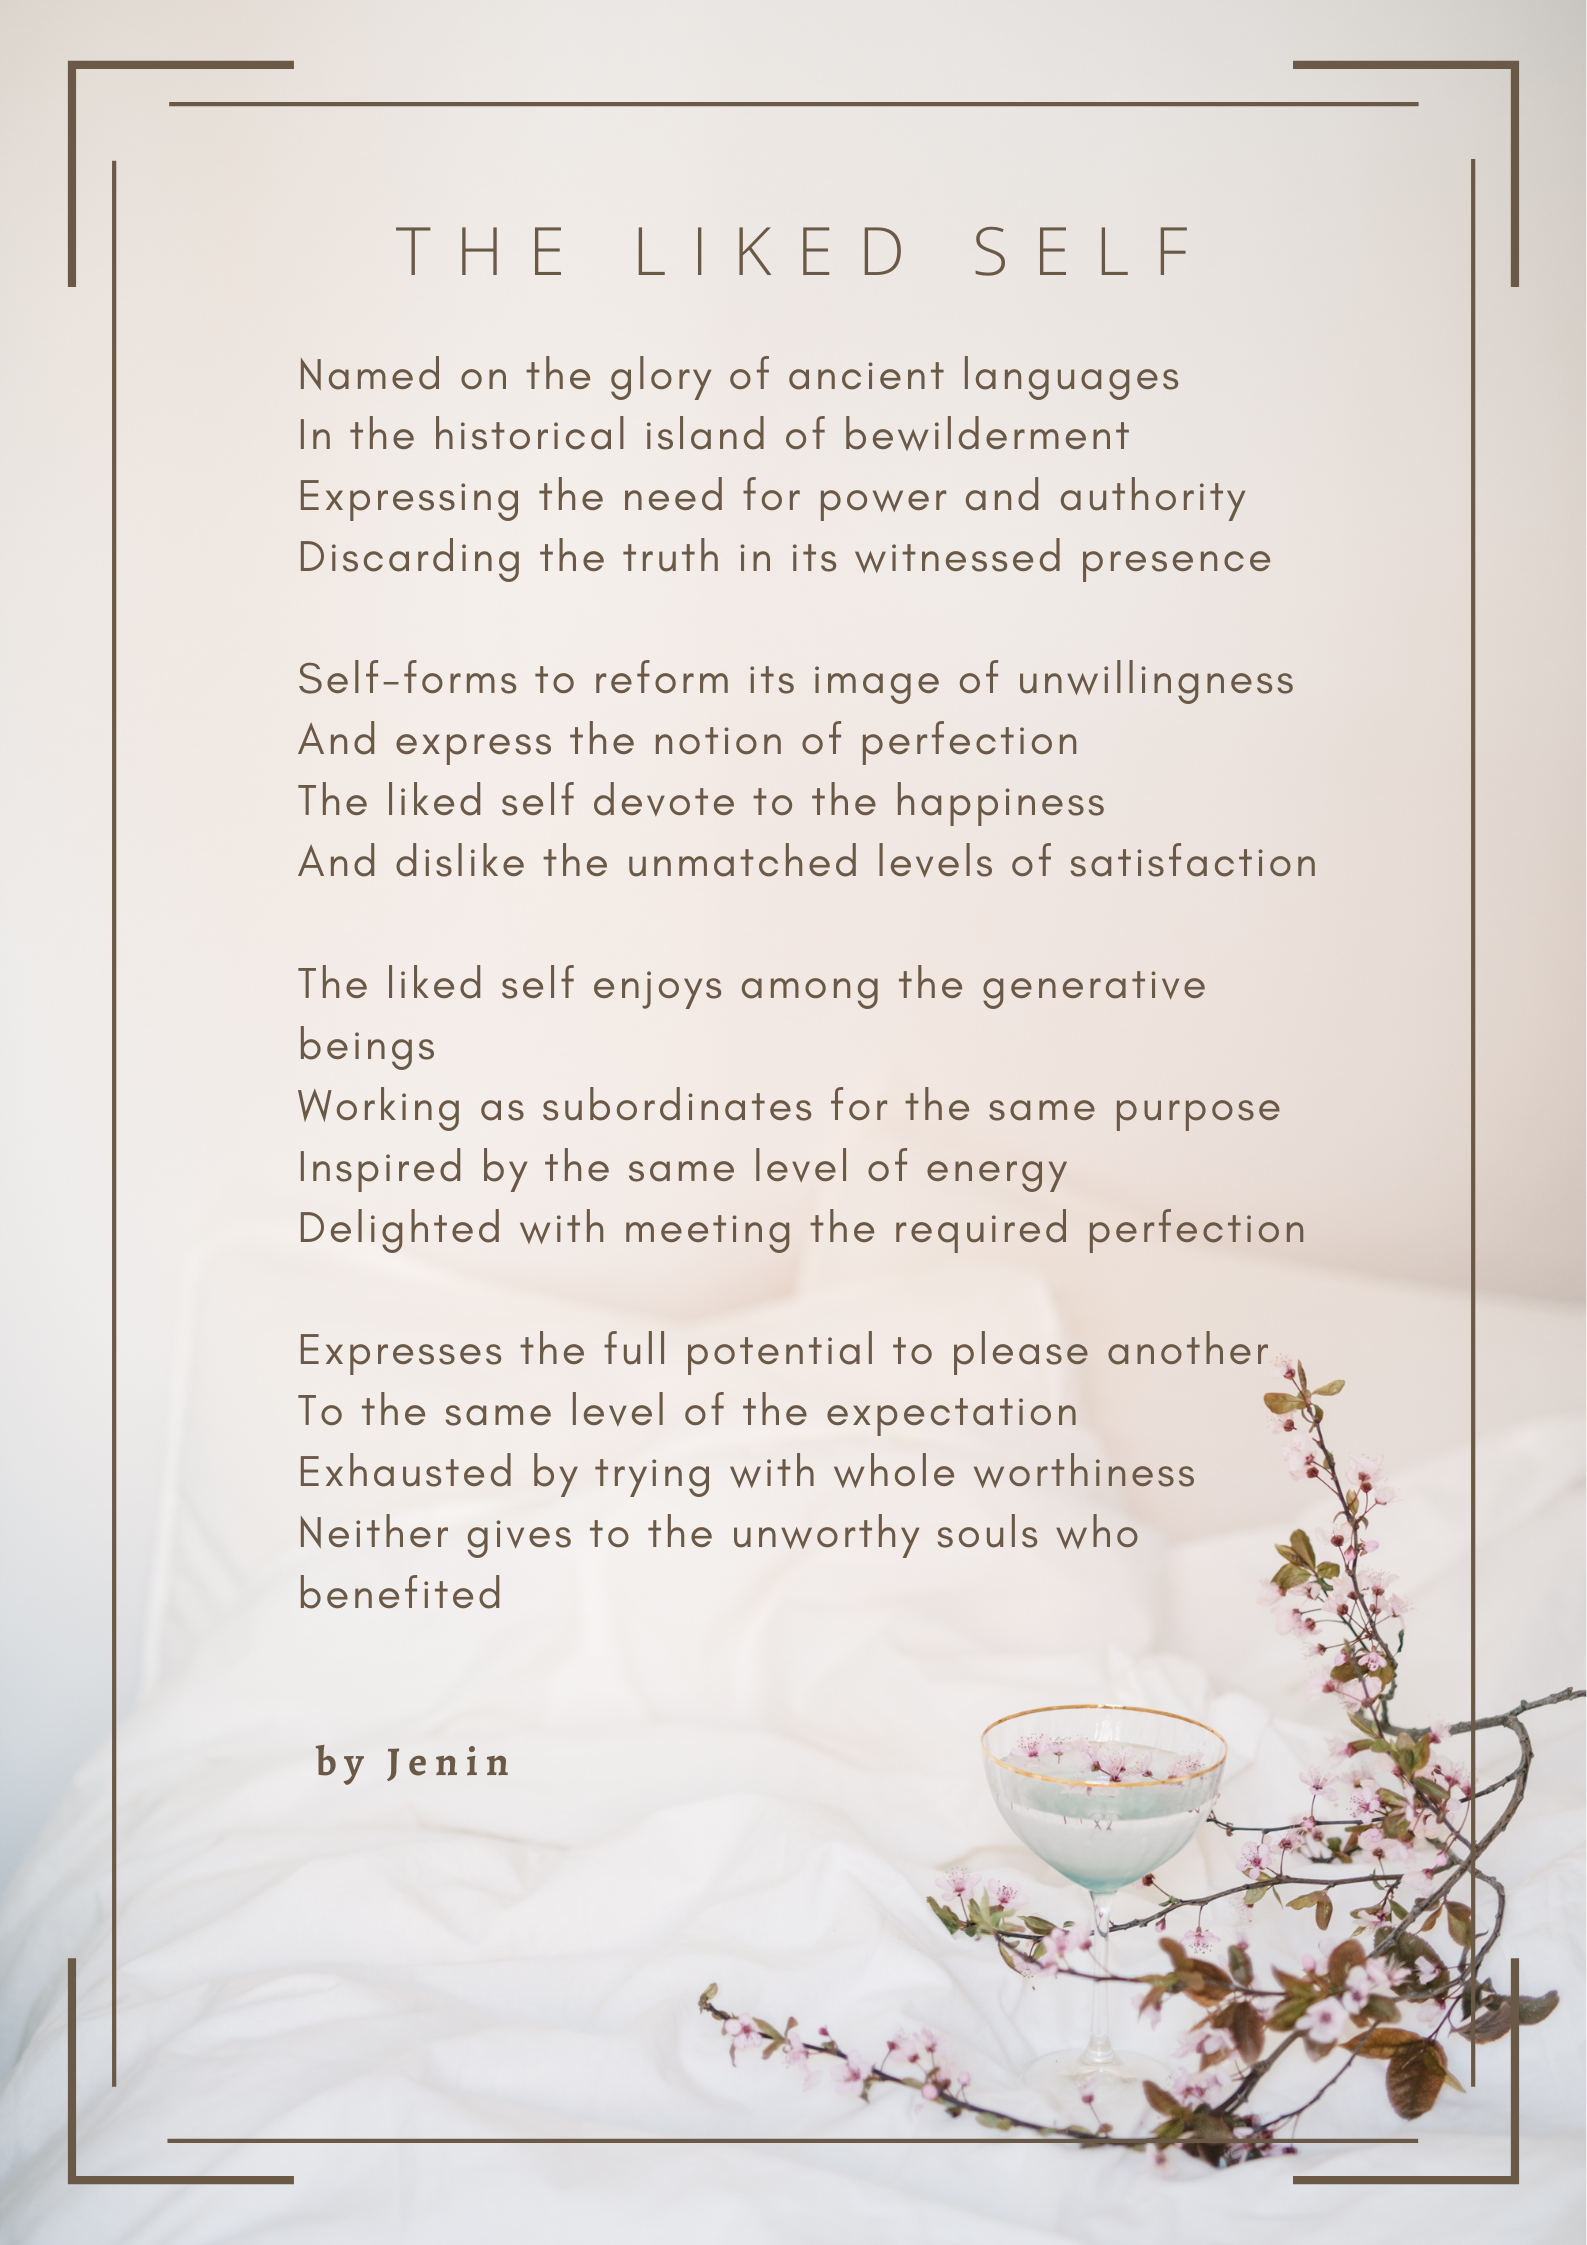 THE LIKED SELF
Named on the glory of ancient languages
In the historical island of bewilderment
Expressing the need for power and authority
Discarding the truth in its witnessed presence
Self-forms to reform its image of unwillingness
And express the notion of perfection
The liked self devote to the happiness
And dislike the unmatched levels of satisfaction
The liked self enjoys among the generative
beings
Working as subordinates for the same purpose
Inspired by the same level of energy
Delighted with meeting the required perfection
Expresses the full potential to please another
To the same level of the expectation
Exhausted by trying with whole worthiness
Neither gives to the unworthy souls who
benefited
by Jenin